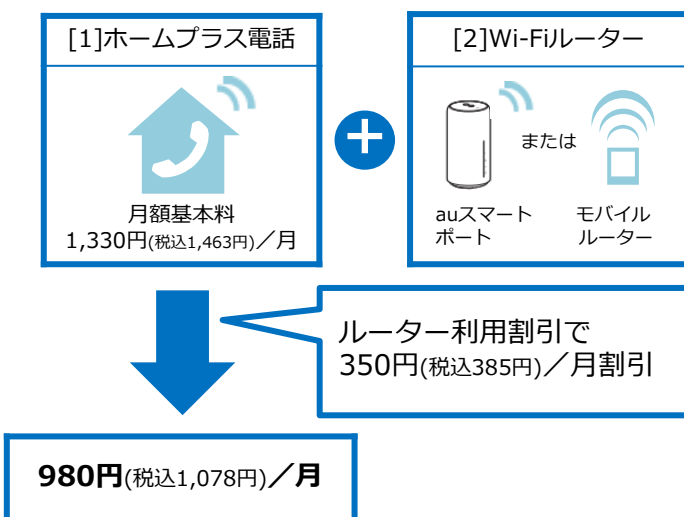 [1]ホームプラス電話
月額基本料
1,330円(税込1,463円)／月
[2]Wi-Fiルーター
または
auスマート
ポート
モバイル
ルーター
ルーター利用割引で
350円(税込385円)／月割引
980円(税込1,078円)／月